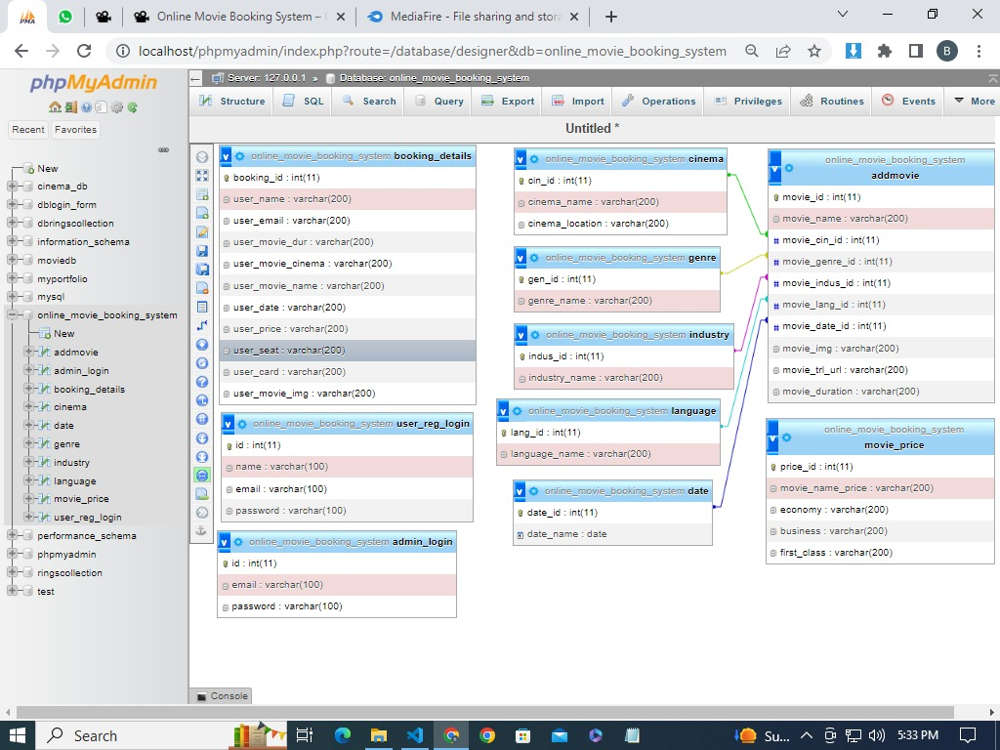 PMA
Online Movie Booking System – 
MediaFire - File sharing and stora
localhost/phpmyadmin/index.php?route=/database/designer&db=online_movie_booking_system
B
phpMyAdmin
Recent
Favorites
New
cinema_db
dblogin_form
dbringscollection
information_schema
moviedb
myportfolio
mysql
online_movie_booking_system
New
addmovie
admin_login
booking_details
cinema
date
genre
industry
language
movie_price
user_reg_login
performance_schema
phpmyadmin
ringscollection
test
Server: 127.0.0.1 » Database: online_movie_booking_system
Structure
SQL
Search
Query
Export
Import
Operations
Privileges
Routines
Events
More
Untitled *
v online_movie_booking_system booking_details
booking_id : int(11)
user_name : varchar(200)
user_email : varchar(200)
user_movie_dur : varchar(200)
user_movie_cinema : varchar(200)
user_movie_name : varchar(200)
user_date : varchar(200)
user_price : varchar(200)
user_seat : varchar(200)
user_card : varchar(200)
user_movie_img : varchar(200)
v online_movie_booking_system user_reg_login
id : int(11)
name : varchar(100)
email : varchar(100)
password : varchar(100)
v online_movie_booking_system admin_login
id : int(11)
email : varchar(100)
password : varchar(100)
v online_movie_booking_system cinema
cin_id : int(11)
cinema_name : varchar(200)
cinema_location : varchar(200)
v online_movie_booking_system genre
gen_id : int(11)
genre_name : varchar(200)
v online_movie_booking_system industry
indus_id : int(11)
industry_name : varchar(200)
v online_movie_booking_system language
lang_id : int(11)
language_name : varchar(200)
v online_movie_booking_system date
date_id : int(11)
date_name : date
v online_movie_booking_system
addmovie
movie_id : int(11)
movie_name : varchar(200)
# movie_cin_id : int(11)
# movie_genre_id : int(11)
# movie_indus_id : int(11)
# movie_lang_id : int(11)
# movie_date_id : int(11)
movie_img : varchar(200)
movie_trl_url : varchar(200)
movie_duration : varchar(200)
v online_movie_booking_system
movie_price
price_id : int(11)
movie_name_price : varchar(200)
economy : varchar(200)
business : varchar(200)
first_class : varchar(200)
Console
Search
Su...
5:33 PM